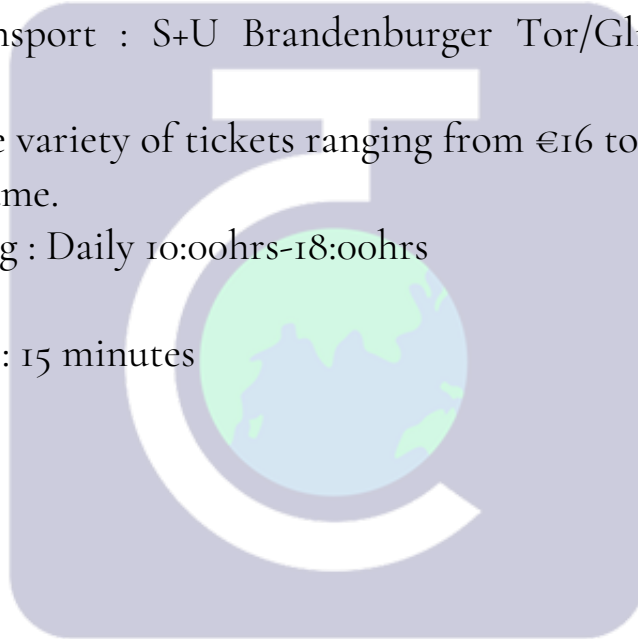 nsport : S+U Brandenburger Tor/Gl
e variety of tickets ranging from €16 to
me.
g : Daily 10:00hrs-18:00hrs
: 15 minutes